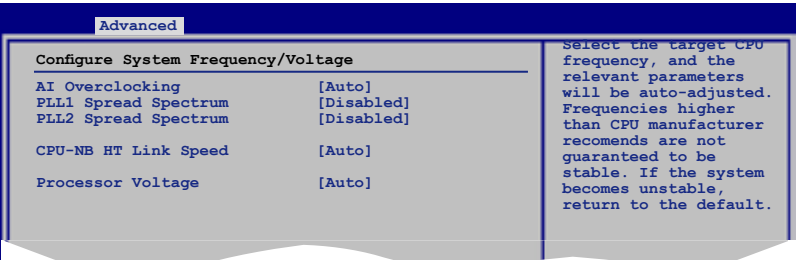 Advanced
Configure System Frequency/Voltage
AI Overclocking [Auto]
PLL1 Spread Spectrum [Disabled]
PLL2 Spread Spectrum [Disabled]
CPU-NB HT Link Speed [Auto]
Processor Voltage [Auto]
Select the target CPU
frequency, and the
relevant parameters
will be auto-adjusted.
Frequencies higher
than CPU manufacturer
recomends are not
guaranteed to be
stable. If the system
becomes unstable,
return to the default.